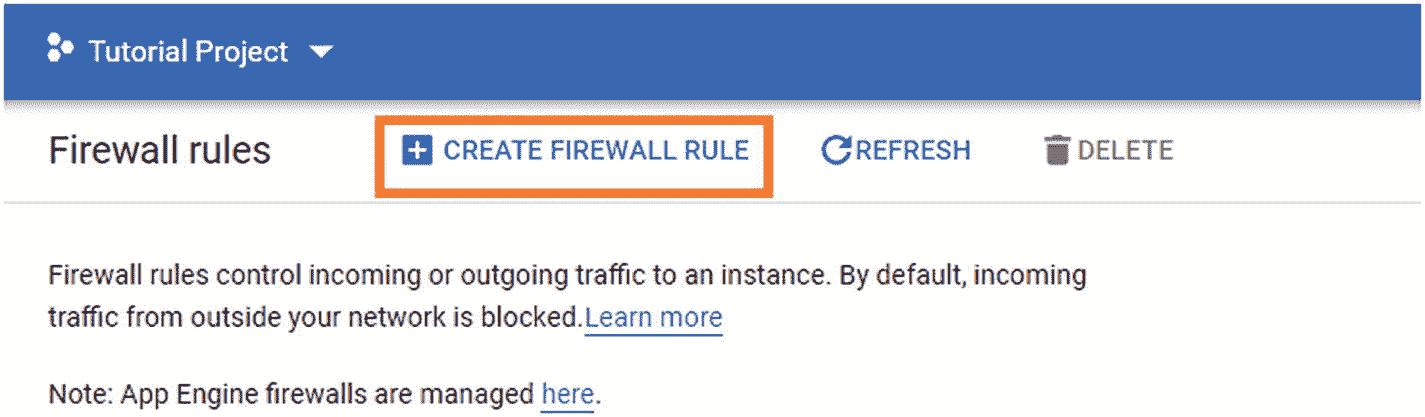 Tutorial Project
Firewall rules CREATE FIREWALL RULE REFRESH DELETE
Firewall rules control incoming or outgoing traffic to an instance. By default, incoming
traffic from outside your network is blocked.Learn more
Note: App Engine firewalls are managed here.